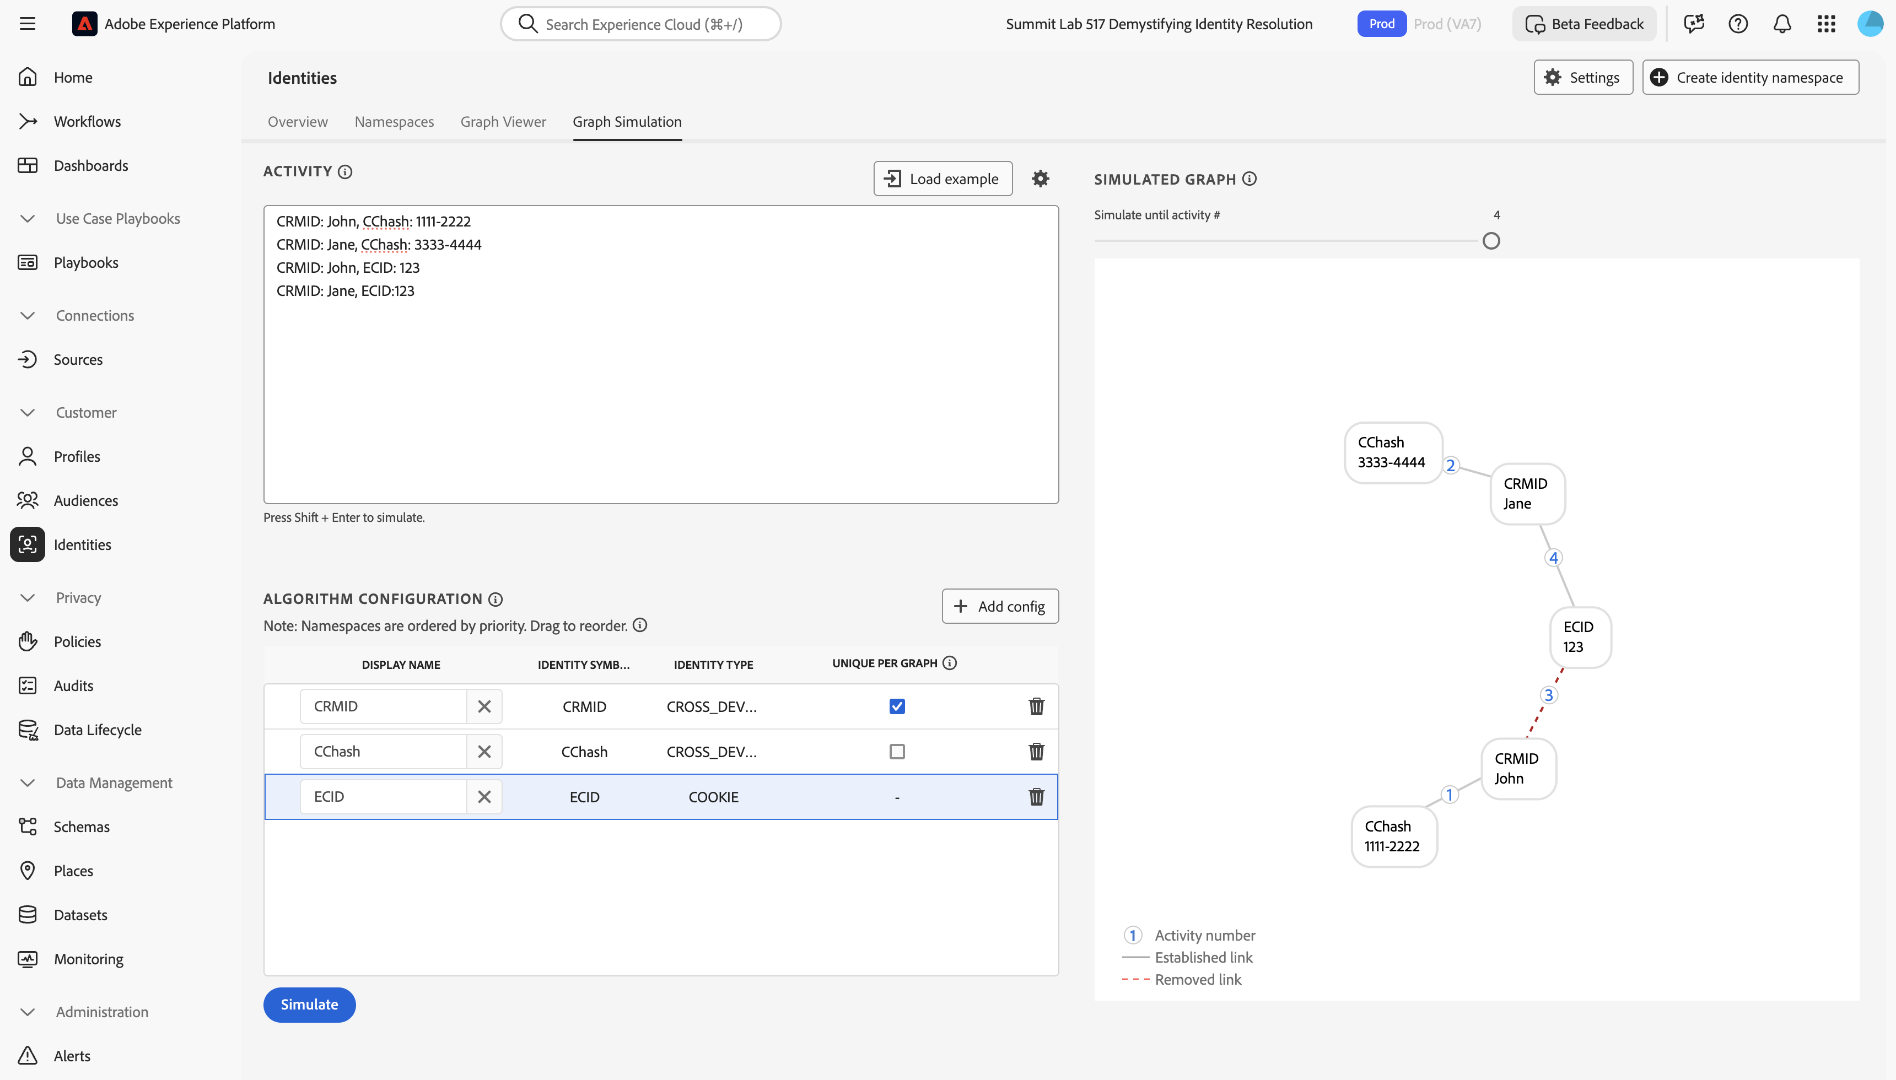 Adobe Experience Platform
Search Experience Cloud (⌘+/)
Summit Lab 517 Demystifying Identity Resolution
Prod
Prod (VA7)
Beta Feedback
Home
Workflows
Dashboards
Use Case Playbooks
Playbooks
Connections
Sources
Customer
Profiles
Audiences
Identities
Privacy
Policies
Audits
Data Lifecycle
Data Management
Schemas
Places
Datasets
Monitoring
Administration
Alerts
Identities
Settings
Create identity namespace
Overview
Namespaces
Graph Viewer
Graph Simulation
ACTIVITY
Load example
CRMID: John, CChash: 1111-2222
CRMID: Jane, CChash: 3333-4444
CRMID: John, ECID: 123
CRMID: Jane, ECID:123
Press Shift + Enter to simulate.
ALGORITHM CONFIGURATION
Add config
Note: Namespaces are ordered by priority. Drag to reorder.
DISPLAY NAME IDENTITY SYMB... IDENTITY TYPE UNIQUE PER GRAPH
CRMID CRMID CROSS_DEV...
CChash CChash CROSS_DEV...
ECID ECID COOKIE -
Simulate
SIMULATED GRAPH
Simulate until activity # 4
CChash
3333-4444
2
CRMID
Jane
4
ECID
123
3
CRMID
John
1
CChash
1111-2222
1 Activity number
Established link
Removed link